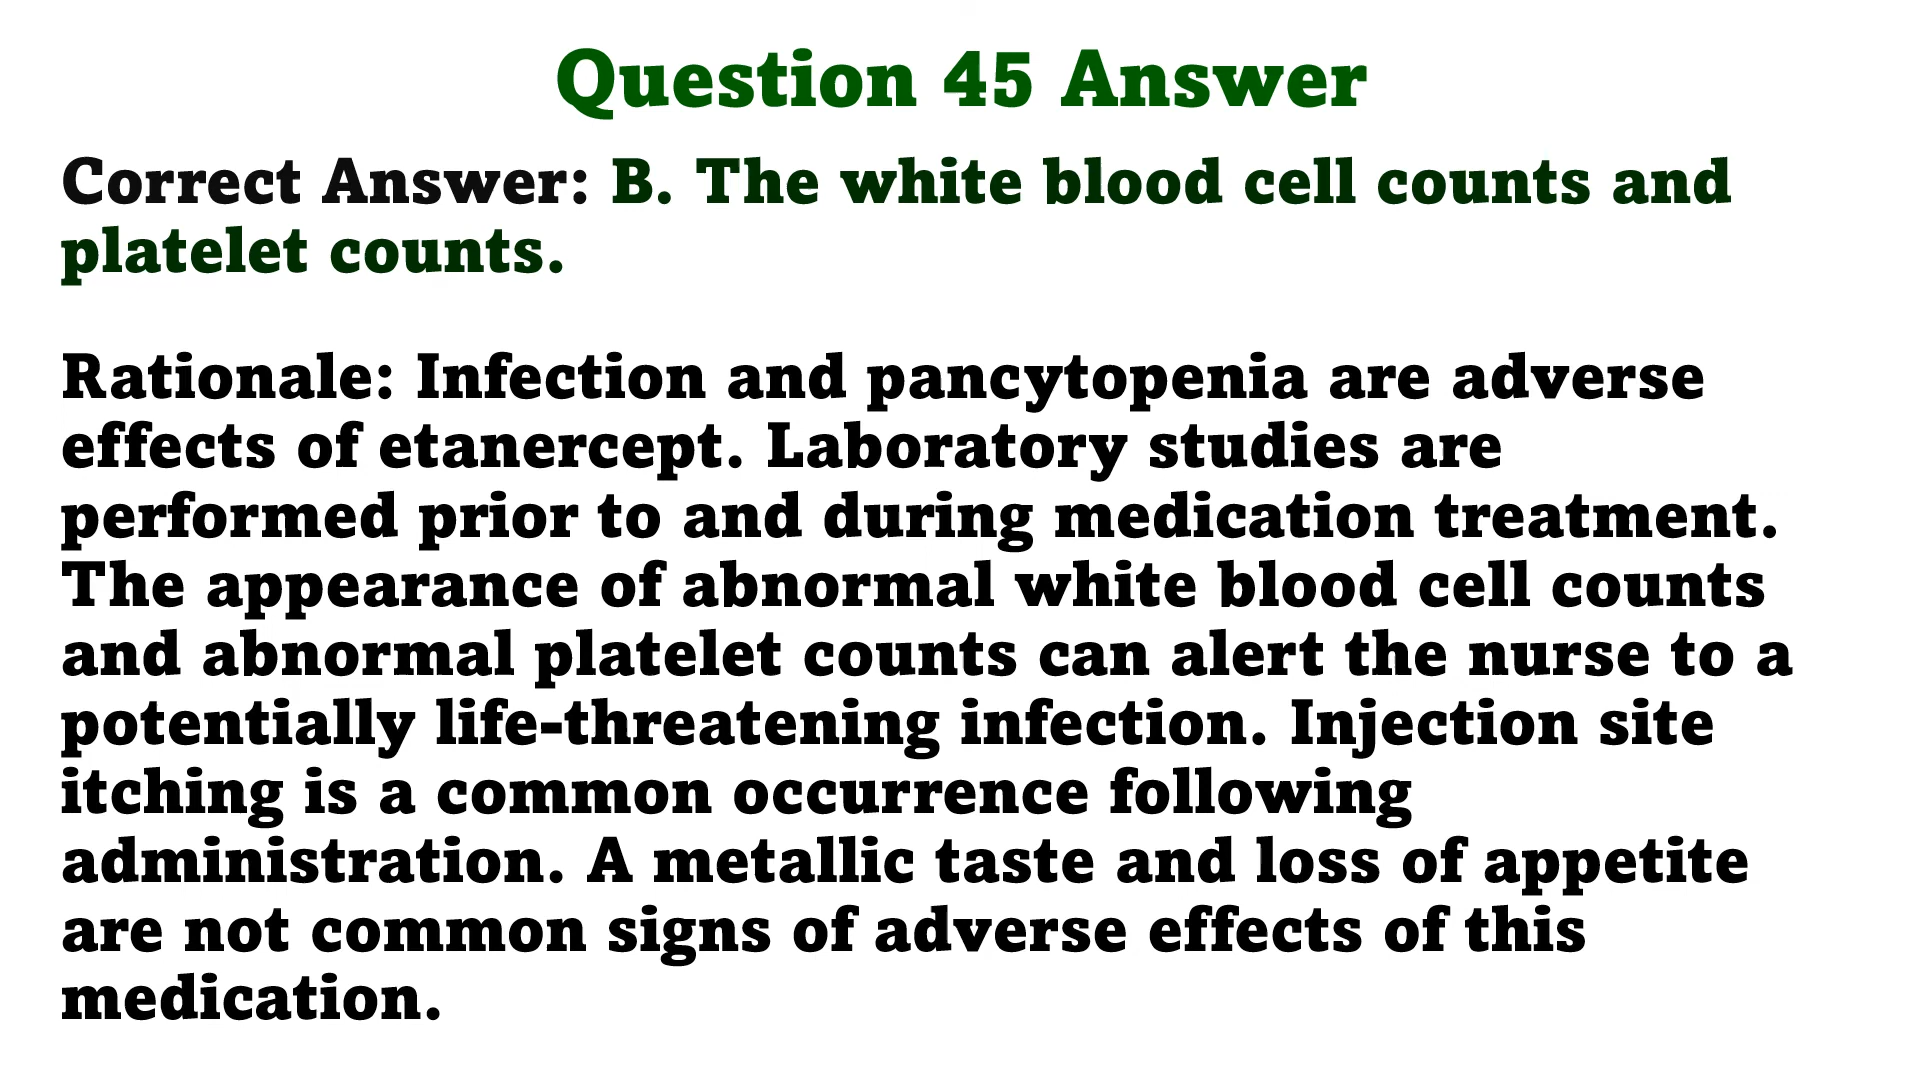 Question 45 Answer
Correct Answer: B. The white blood cell counts and
platelet counts.
Rationale: Infection and pancytopenia are adverse
effects of etanercept. Laboratory studies are
performed prior to and during medication treatment.
The appearance of abnormal white blood cell counts
and abnormal platelet counts can alert the nurse to a
potentially life-threatening infection. Injection site
itching is a common occurrence following
administration. A metallic taste and loss of appetite
are not common signs of adverse effects of this
medication.